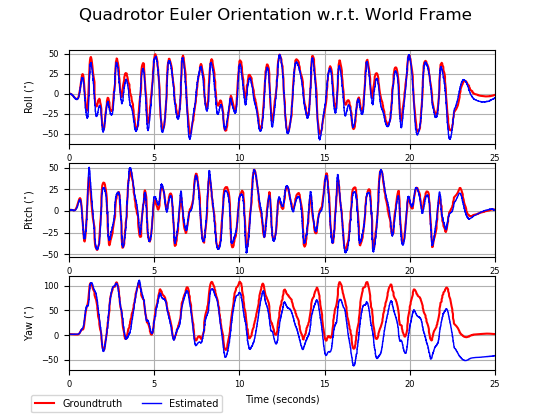 Quadrotor Euler Orientation w.r.t. World Frame
50
25
0
−25
−50
Roll (°)
0 5 10 15 20 25
50
25
0
−25
−50
Pitch (°)
0 5 10 15 20 25
100
50
0
−50
Yaw (°)
0 5 10 15 20 25
Time (seconds)
Groundtruth Estimated